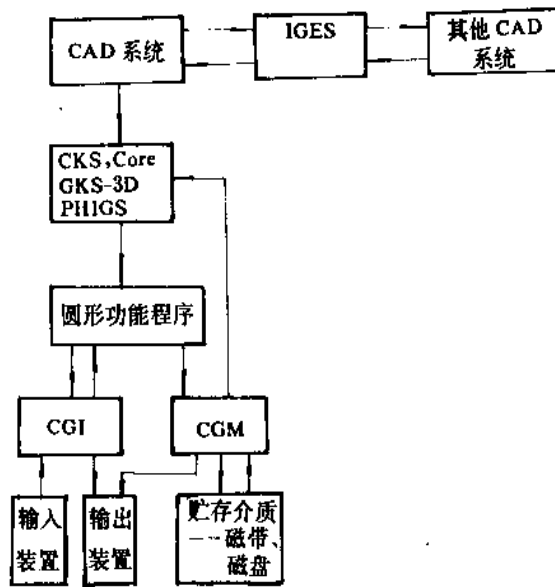 CAD 系统
IGES
其他 CAD
系统
CKS,Core
GKS-3D
PHIGS
圆形功能程序
CGI
CGM
输入
装置
输出
装置
贮存介质
——磁带、
磁盘